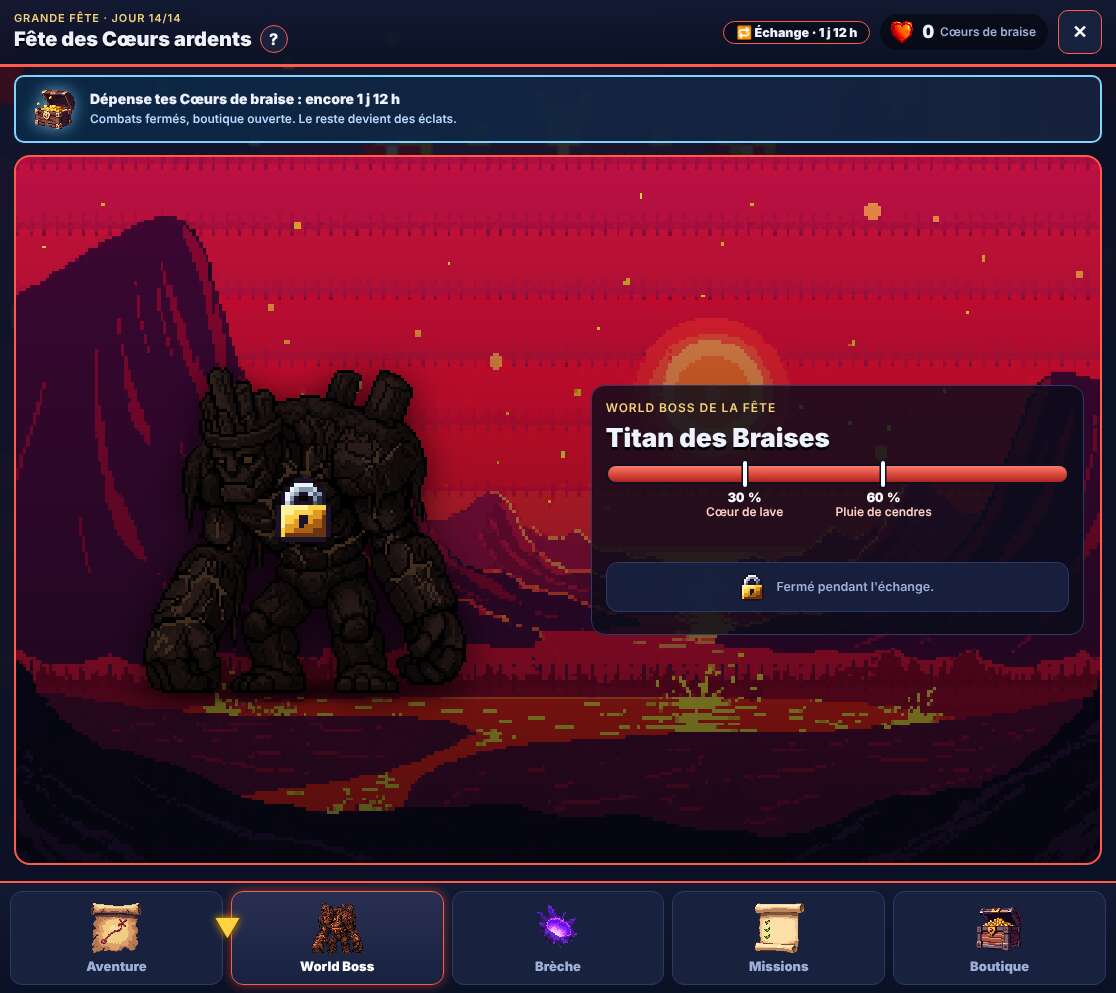 GRANDE FÊTE · JOUR 14/14
Fête des Cœurs ardents ?
Échange · 1 j 12 h
0 Cœurs de braise
✕
Dépense tes Cœurs de braise : encore 1 j 12 h
Combats fermés, boutique ouverte. Le reste devient des éclats.
WORLD BOSS DE LA FÊTE
Titan des Braises
30 % 60 %
Cœur de lave Pluie de cendres
Fermé pendant l'échange.
Aventure World Boss Brèche Missions Boutique